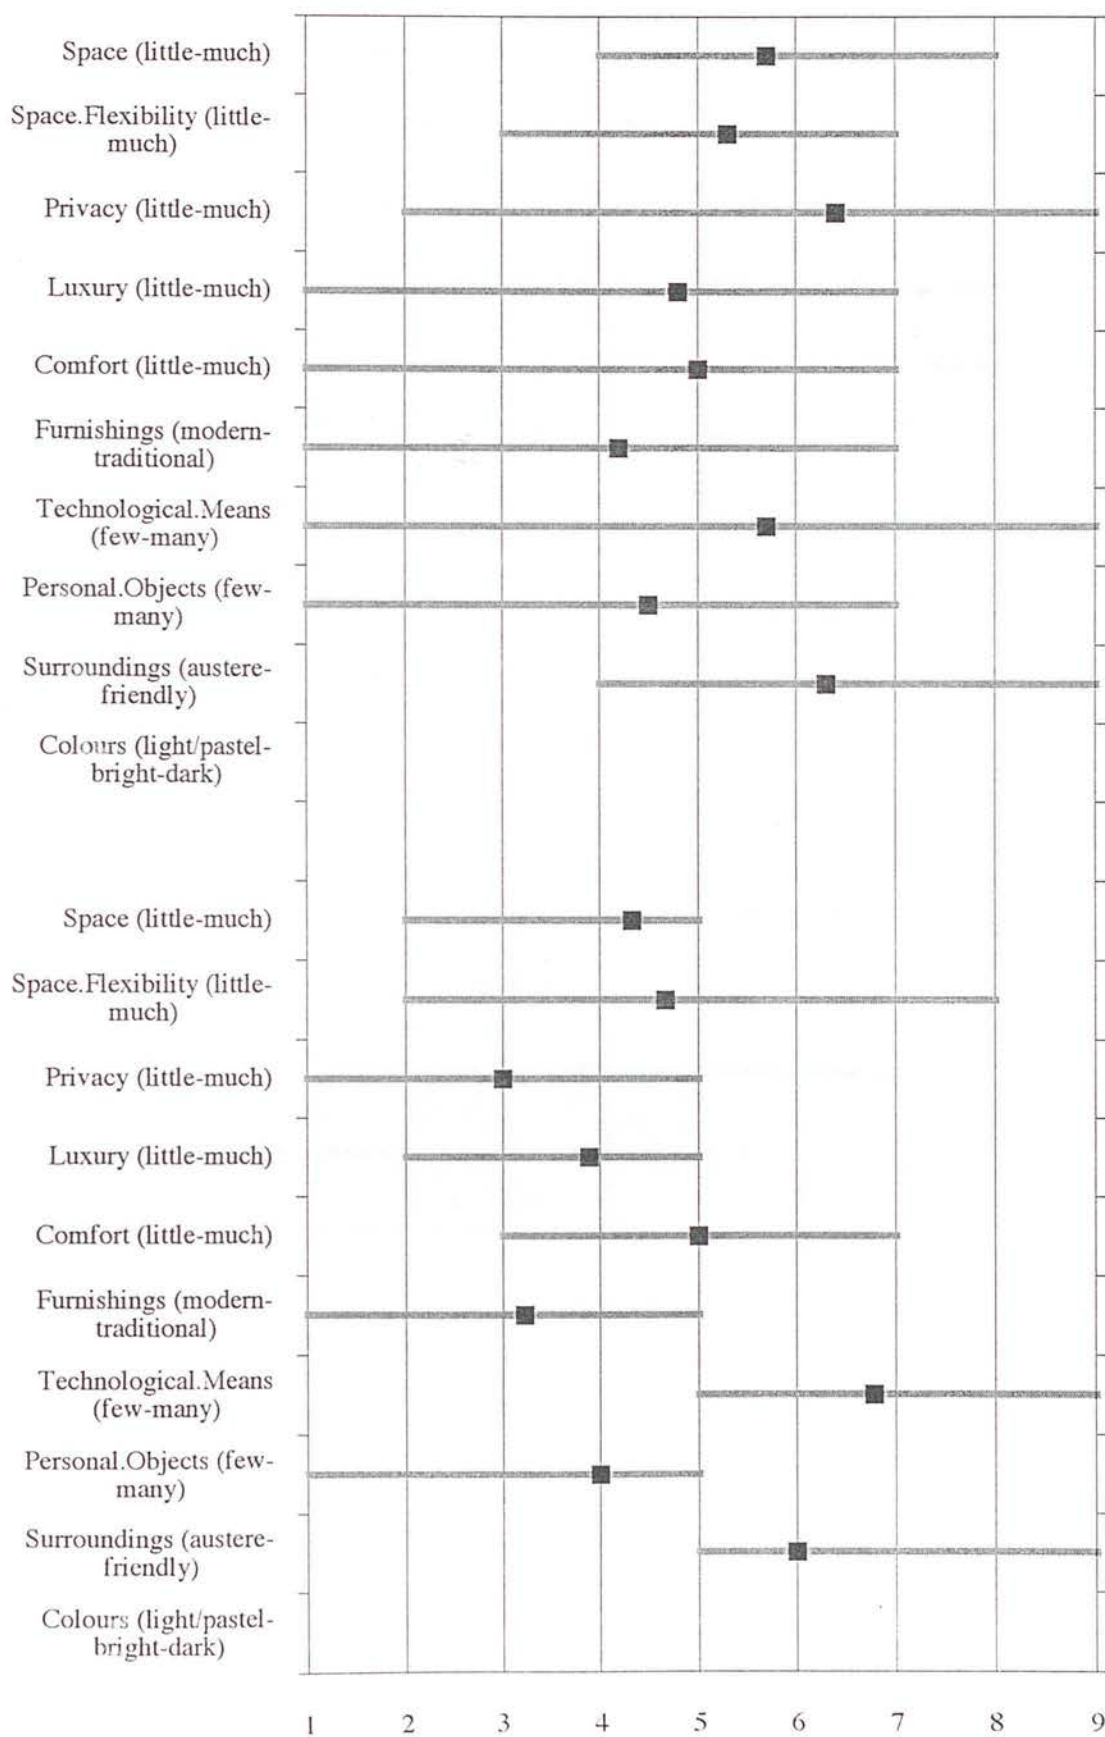 Space (little-much)
Space.Flexibility (little-
much)
Privacy (little-much)
Luxury (little-much)
Comfort (little-much)
Furnishings (modern-
traditional)
Technological.Means
(few-many)
Personal.Objects (few-
many)
Surroundings (austere-
friendly)
Colours (light/pastel-
bright-dark)
Space (little-much)
Space.Flexibility (little-
much)
Privacy (little-much)
Luxury (little-much)
Comfort (little-much)
Furnishings (modern-
traditional)
Technological.Means
(few-many)
Personal.Objects (few-
many)
Surroundings (austere-
friendly)
Colours (light/pastel-
bright-dark)
1 2 3 4 5 6 7 8 9